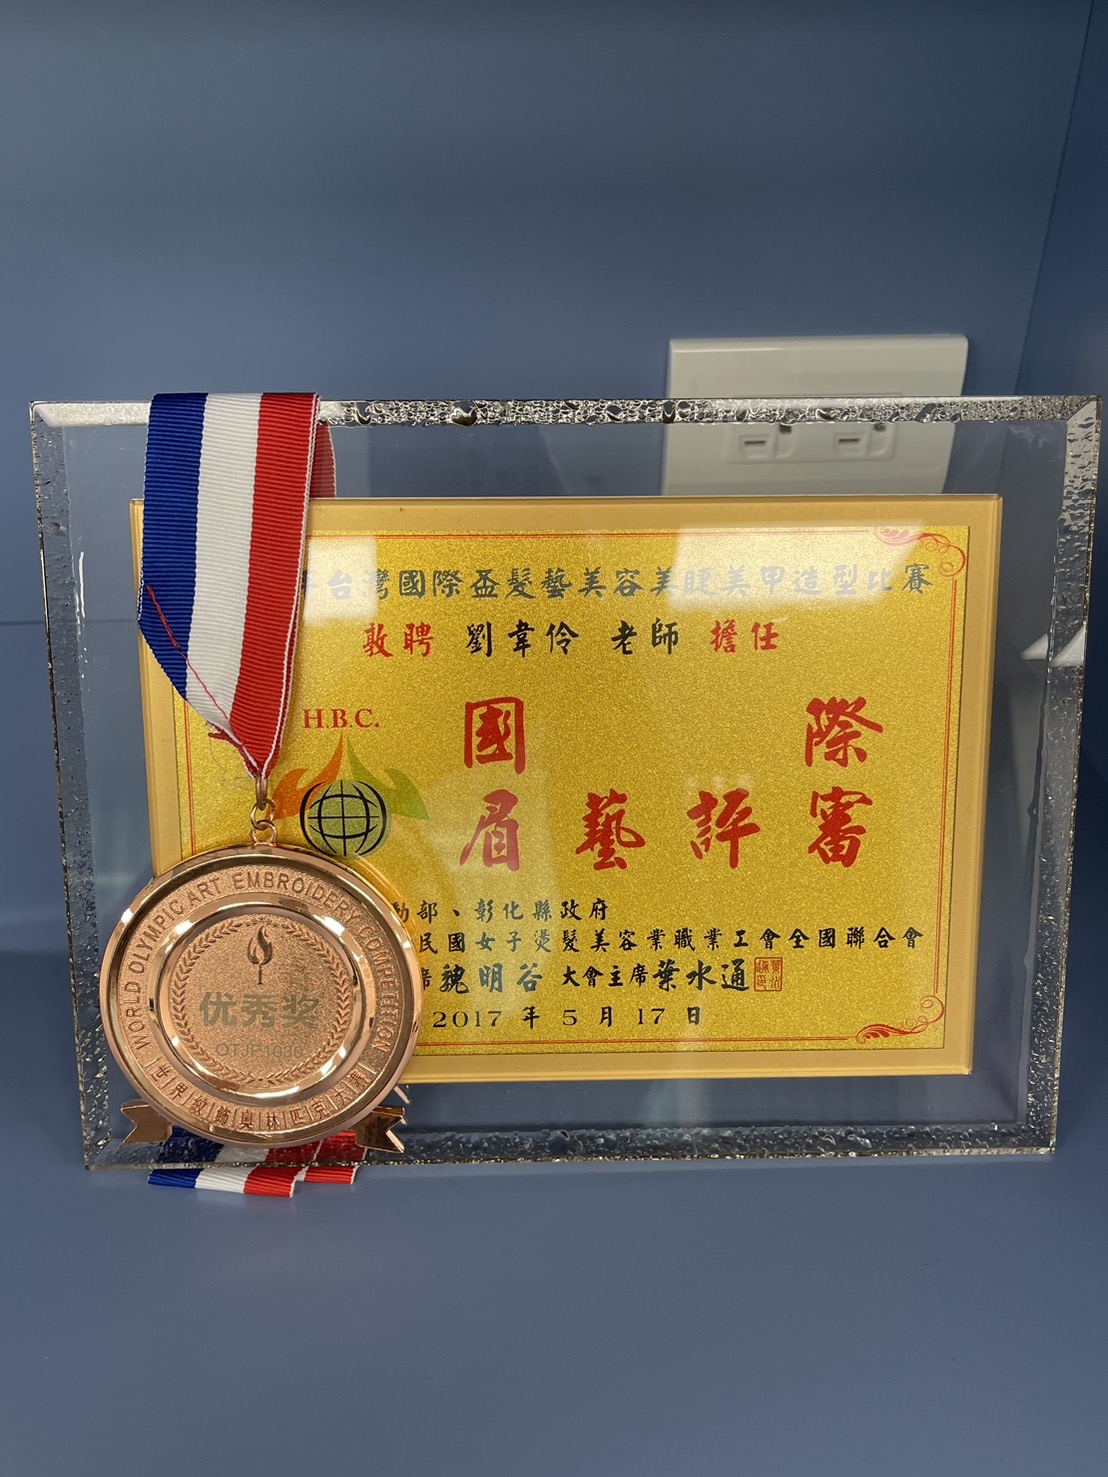 年台灣國際盃髮藝美容美睫美甲造型比賽
敦聘 劉韋伶 老師 擔任
H.B.C.
國際
眉藝評審
動部、彰化縣政府
民國女子燙髮美容業職業工會全國聯合會
席魏明谷 大會主席葉水通
2017 年 5 月 17 日
WORLD OLYMPIC ART EMBROIDERY COMPETITION
优秀奖
OTJP1030
世界紋飾奧林匹克大賽